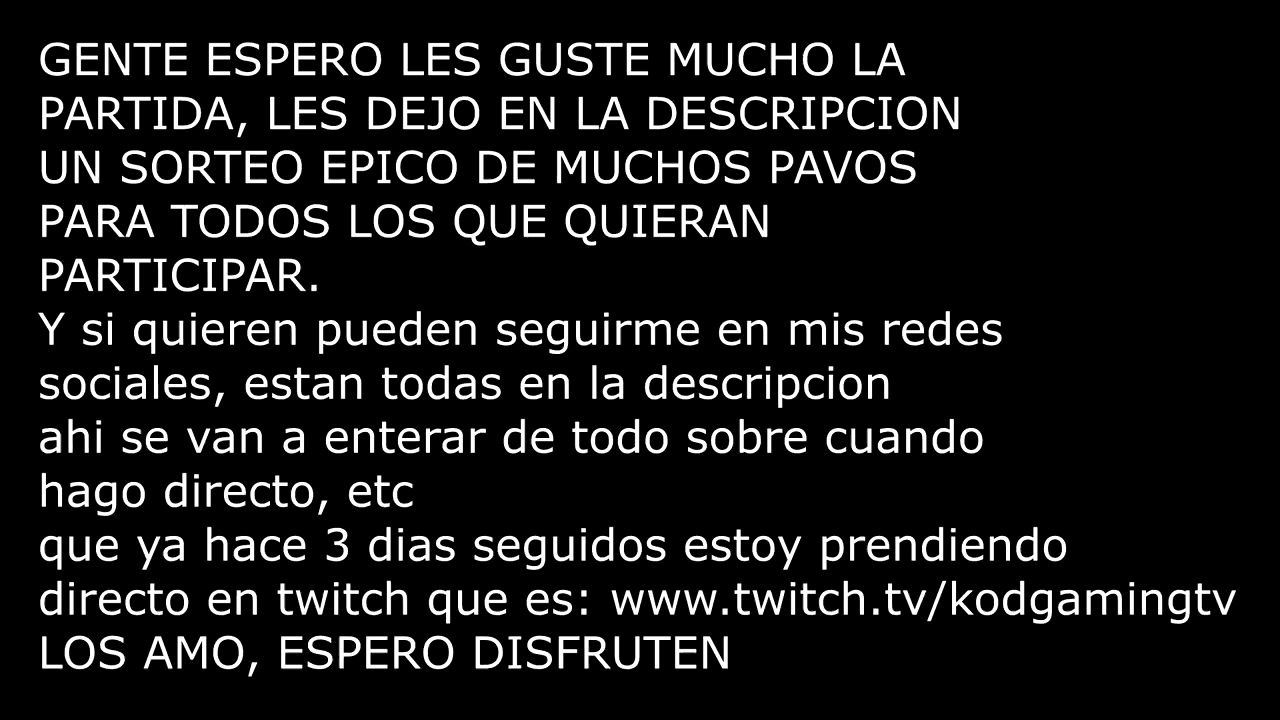 GENTE ESPERO LES GUSTE MUCHO LA
PARTIDA, LES DEJO EN LA DESCRIPCION
UN SORTEO EPICO DE MUCHOS PAVOS
PARA TODOS LOS QUE QUIERAN
PARTICIPAR.
Y si quieren pueden seguirme en mis redes
sociales, estan todas en la descripcion
ahi se van a enterar de todo sobre cuando
hago directo, etc
que ya hace 3 dias seguidos estoy prendiendo
directo en twitch que es: www.twitch.tv/kodgamingtv
LOS AMO, ESPERO DISFRUTEN